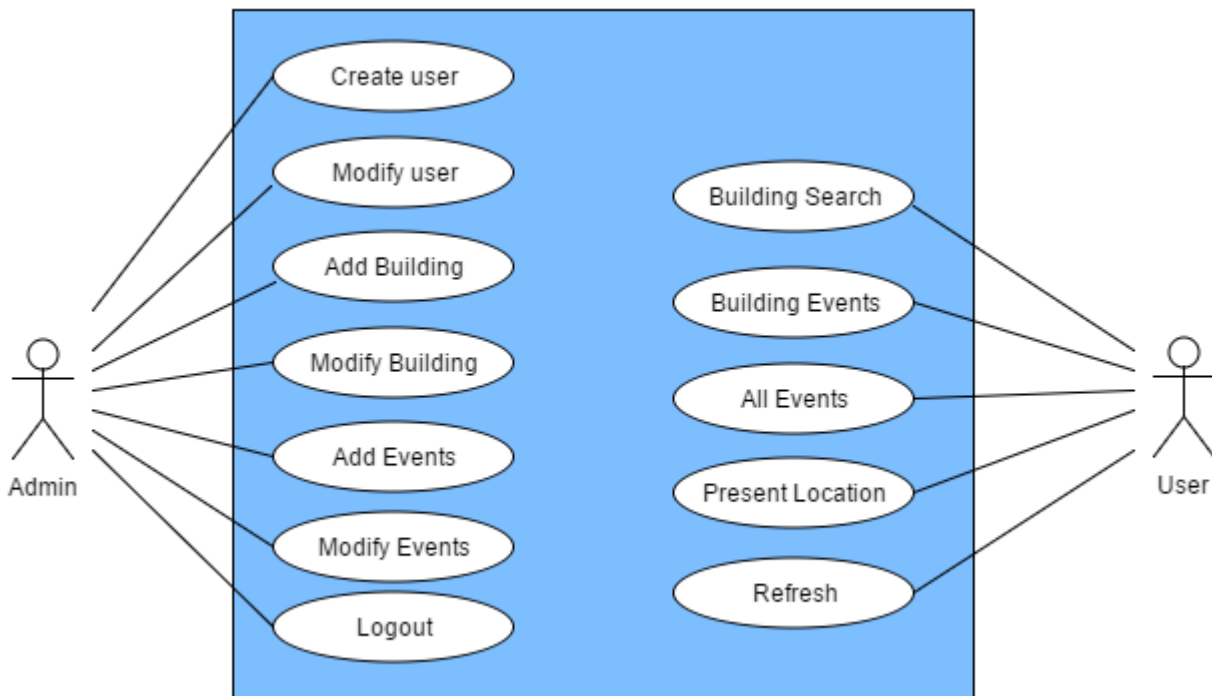 Create user
Modify user
Add Building
Modify Building
Add Events
Modify Events
Logout
Building Search
Building Events
All Events
Present Location
Refresh
Admin
User